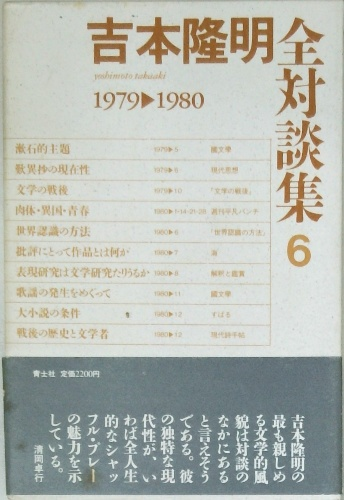 吉本隆明
全対談集
6
yoshimoto takaaki
1979▶1980
漱石的主題 1979▶5 國文學
歎異抄の現在性 1979▶6 現代思想
文学の戦後 1979▶10 「文学の戦後」
肉体・異国・青春 1980▶1・14-21・28 週刊平凡パンチ
世界認識の方法 1980▶6 「世界認識の方法」
批評にとって作品とは何か 1980▶7 海
表現研究は文学研究たりうるか 1980▶8 解釈と鑑賞
歌謡の発生をめぐって 1980▶11 國文學
大小説の条件 1980▶12 すばる
戦後の歴史と文学者 1980▶12 現代詩手帖
青土社 定価2200円
吉本隆明の
最も親しめ
る文学的風
貌は対談の
なかにある
と言えそう
である。彼
の独特な現
代性が、い
わば全人生
的なシャッ
フル・プレー
の魅力を示
している。
清岡卓行